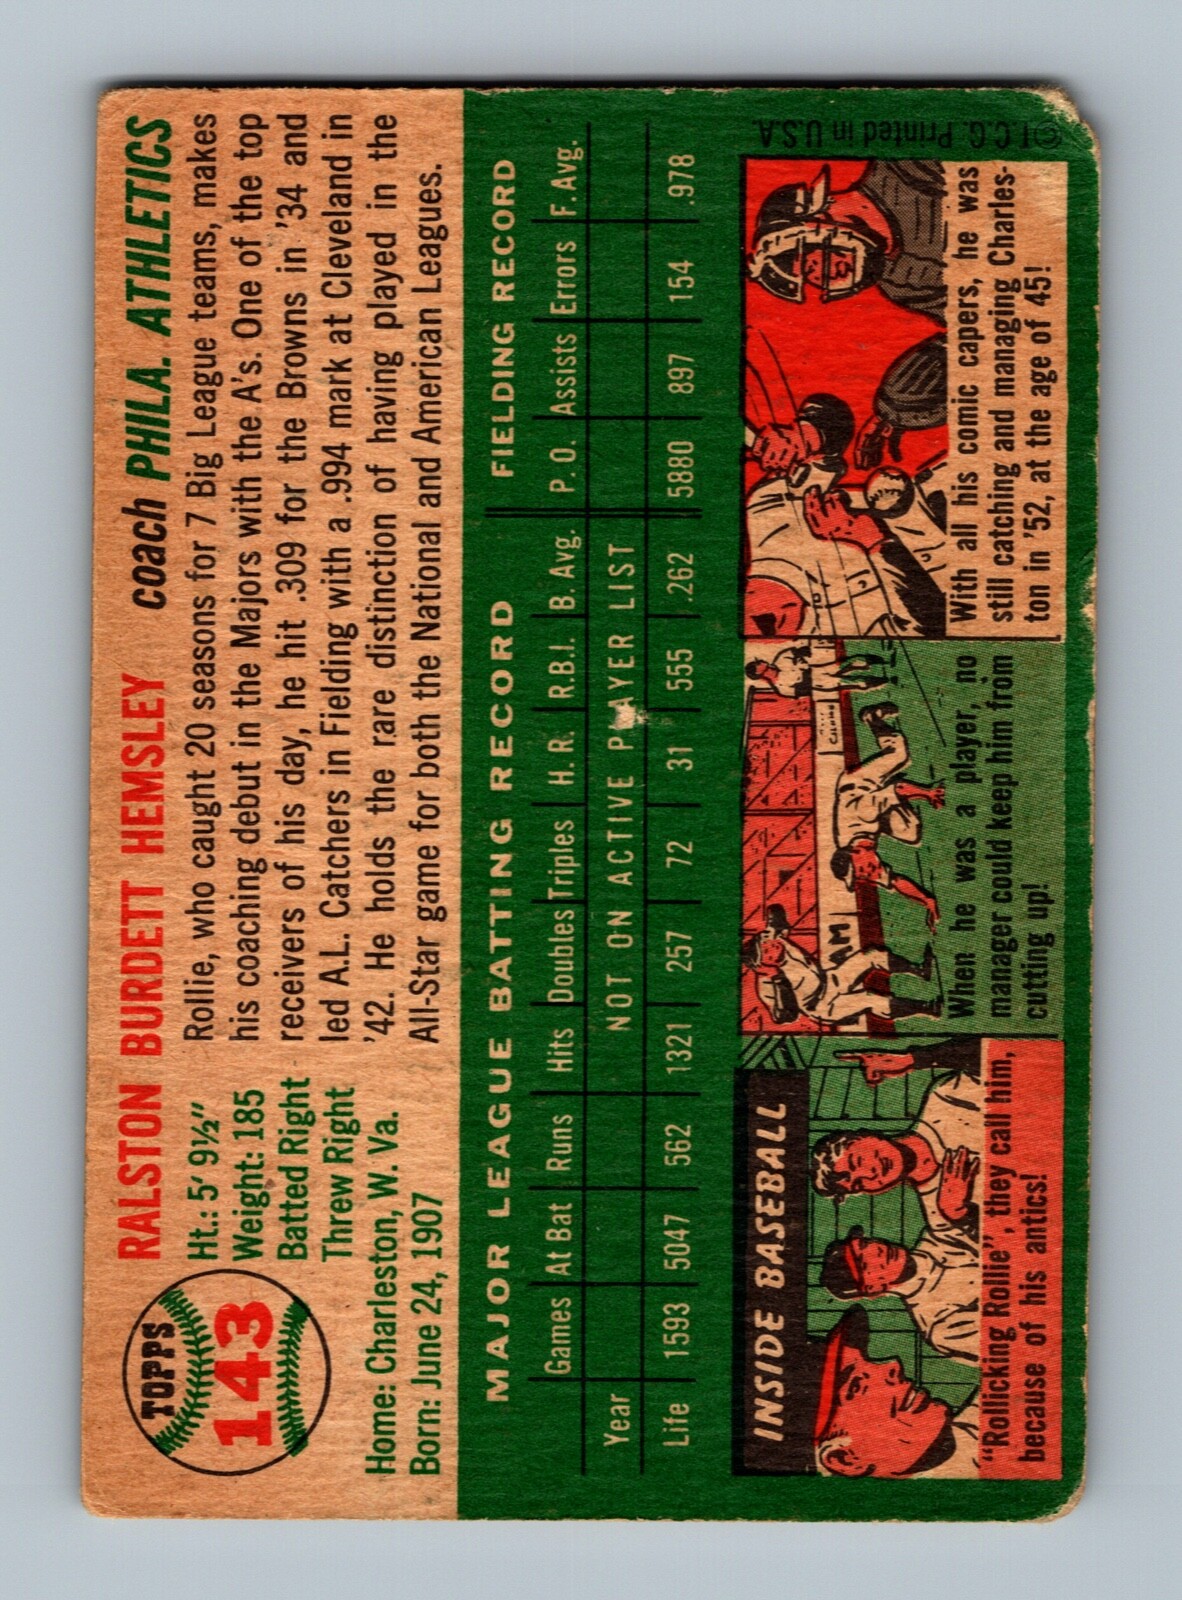 TOPPS
143
RALSTON BURDETT HEMSLEY coach PHILA. ATHLETICS
Ht.: 5' 9½"
Weight: 185
Batted Right
Threw Right
Home: Charleston, W. Va.
Born: June 24, 1907
Rollie, who caught 20 seasons for 7 Big League teams, makes
his coaching debut in the Majors with the A's. One of the top
receivers of his day, he hit .309 for the Browns in '34 and
led A.L. Catchers in Fielding with a .994 mark at Cleveland in
'42. He holds the rare distinction of having played in the
All-Star game for both the National and American Leagues.
MAJOR LEAGUE BATTING RECORD FIELDING RECORD
Games At Bat Runs Hits Doubles Triples H. R. R.B.I. B. Avg. P. O. Assists Errors F. Avg.
Year NOT ON ACTIVE PLAYER LIST
Life 1593 5047 562 1321 257 72 31 555 .262 5880 897 154 .978
INSIDE BASEBALL
"Rollicking Rollie", they call him,
because of his antics!
AM
When he was a player, no
manager could keep him from
cutting up!
With all his comic capers, he was
still catching and managing Charles-
ton in '52, at the age of 45!
© T. C. G. Printed in U.S.A.